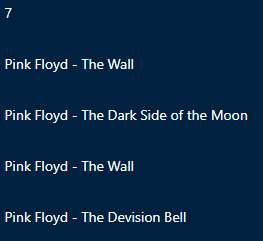 7
Pink Floyd - The Wall
Pink Floyd - The Dark Side of the Moon
Pink Floyd - The Wall
Pink Floyd - The Devision Bell